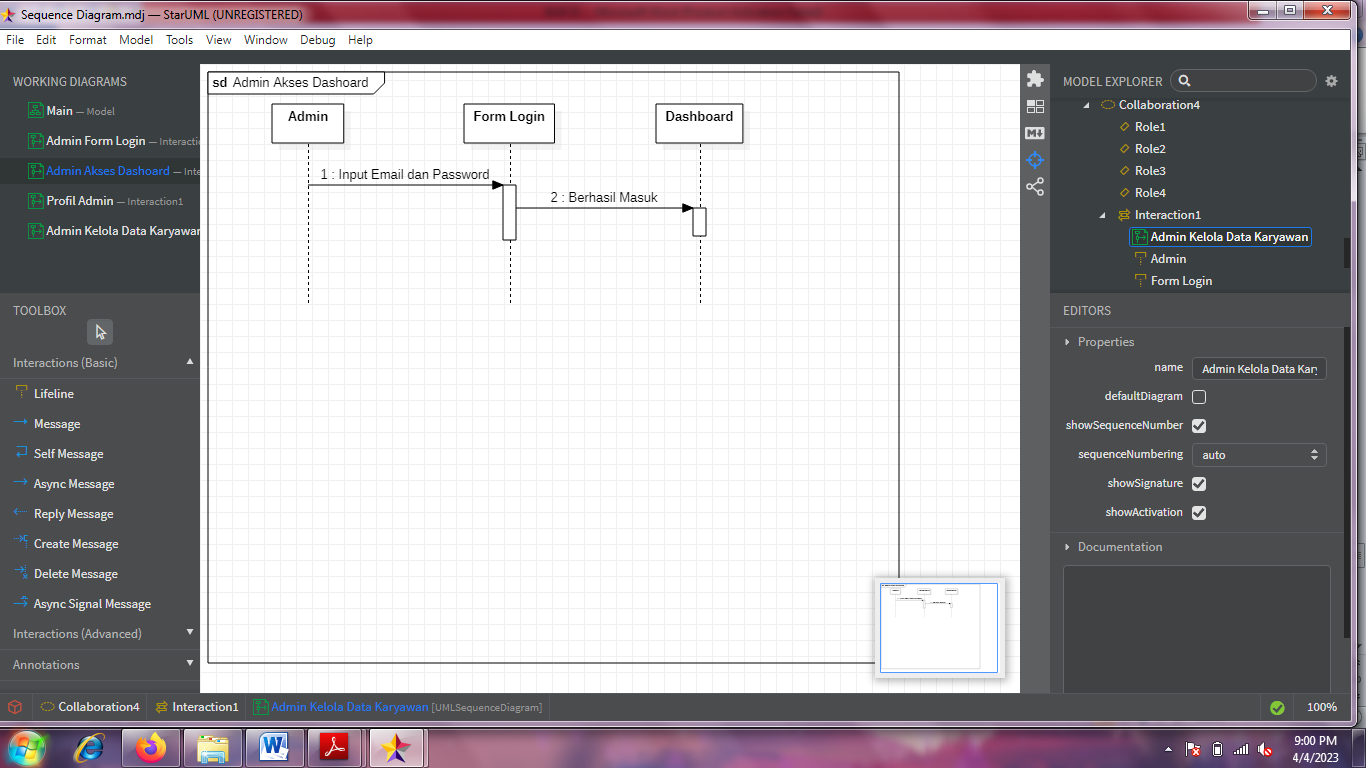 Sequence Diagram.mdj — StarUML (UNREGISTERED)
File Edit Format Model Tools View Window Debug Help
WORKING DIAGRAMS
Main — Model
Admin Form Login — Interactic
Admin Akses Dashoard — Inte
Profil Admin — Interaction1
Admin Kelola Data Karyawan
TOOLBOX
Interactions (Basic)
Lifeline
Message
Self Message
Async Message
Reply Message
Create Message
Delete Message
Async Signal Message
Interactions (Advanced)
Annotations
sd Admin Akses Dashoard
Admin
Form Login
Dashboard
1 : Input Email dan Password
2 : Berhasil Masuk
M
MODEL EXPLORER
Collaboration4
Role1
Role2
Role3
Role4
Interaction1
Admin Kelola Data Karyawan
Admin
Form Login
EDITORS
Properties
name Admin Kelola Data Kary
defaultDiagram
showSequenceNumber
sequenceNumbering auto
showSignature
showActivation
Documentation
Collaboration4 Interaction1 Admin Kelola Data Karyawan [UMLSequenceDiagram] 100%
9:00 PM
4/4/2023